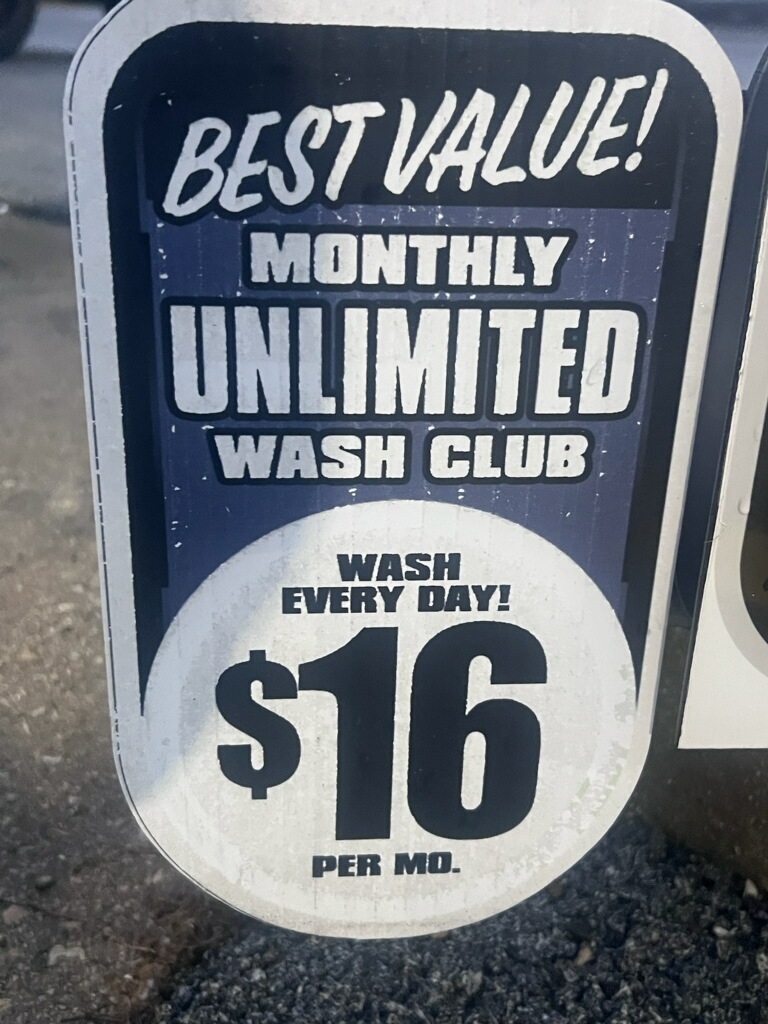 BEST VALUE!
MONTHLY
UNLIMITED
WASH CLUB
WASH
EVERY DAY!
$16
PER MO.